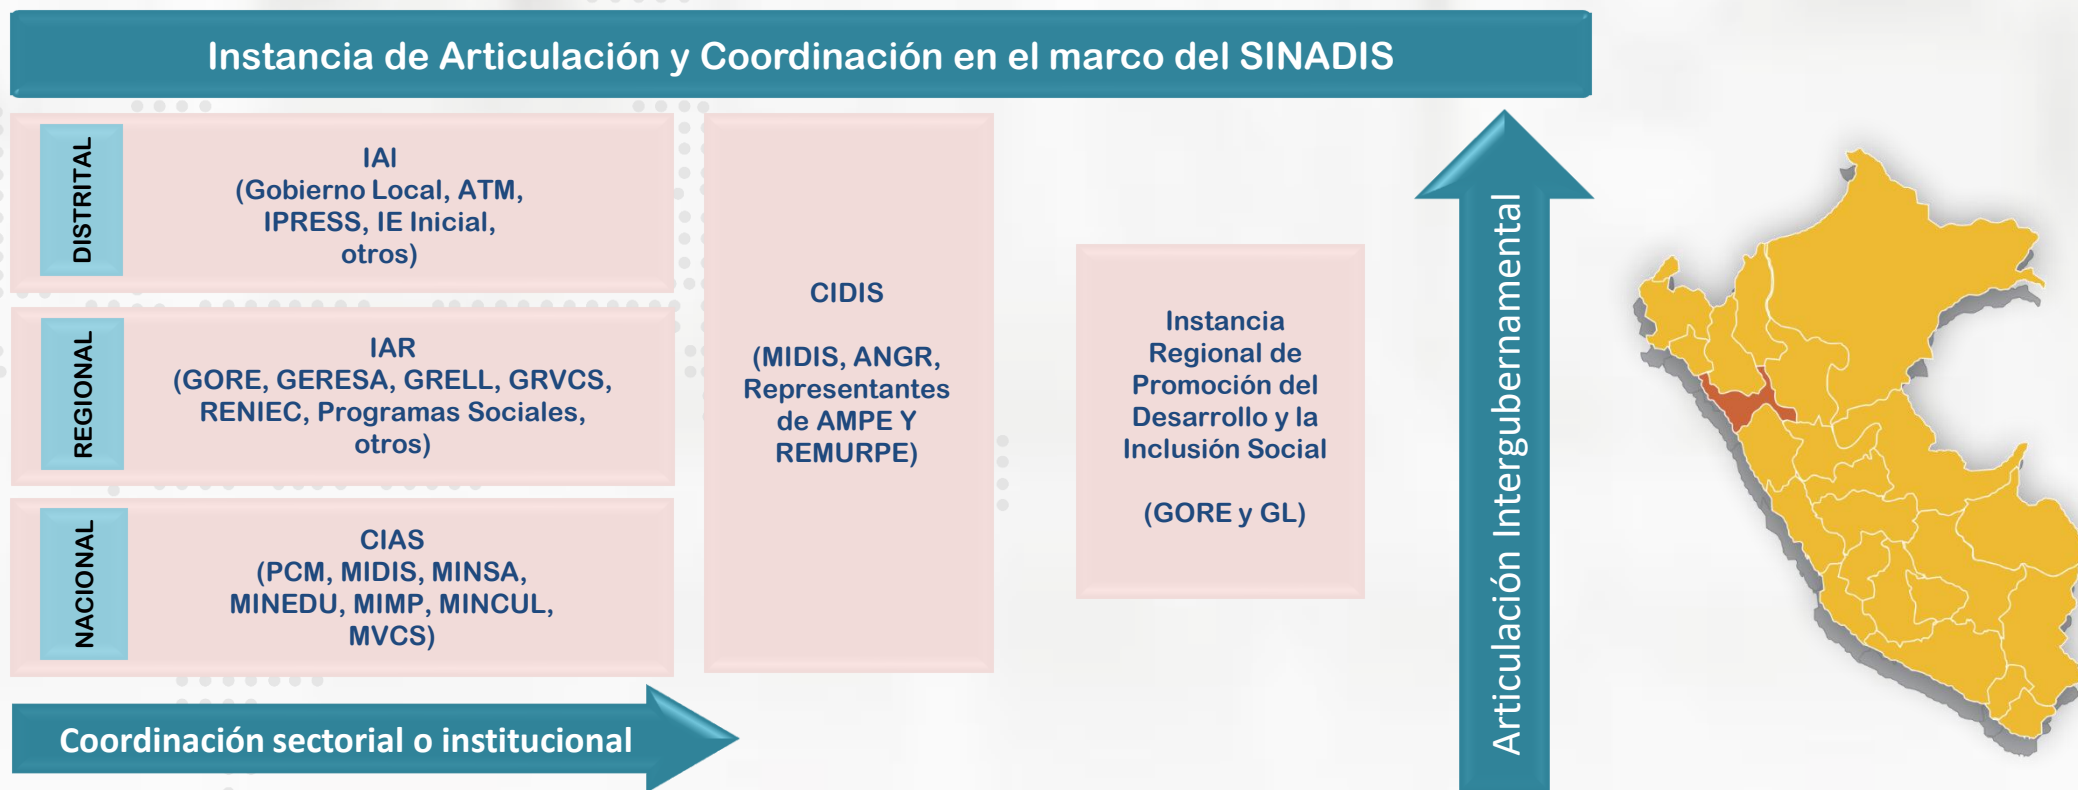 Instancia de Articulación y Coordinación en el marco del SINADIS
DISTRITAL
IAI
(Gobierno Local, ATM,
IPRESS, IE Inicial,
otros)
REGIONAL
IAR
(GORE, GERESA, GRELL, GRVCS,
RENIEC, Programas Sociales,
otros)
NACIONAL
CIAS
(PCM, MIDIS, MINSA,
MINEDU, MIMP, MINCUL,
MVCS)
CIDIS
(MIDIS, ANGR,
Representantes
de AMPE Y
REMURPE)
Instancia
Regional de
Promoción del
Desarrollo y la
Inclusión Social
(GORE y GL)
Articulación Intergubernamental
Coordinación sectorial o institucional